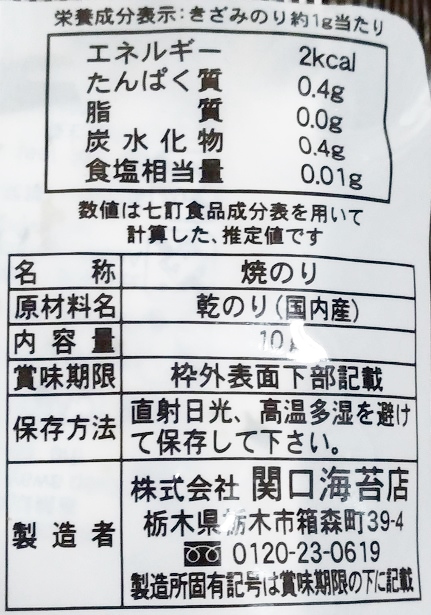 栄養成分表示:きざみのり約1g当たり
エネルギー 2kcal
たんぱく質 0.4g
脂質 0.0g
炭水化物 0.4g
食塩相当量 0.01g
数値は七訂食品成分表を用いて
計算した、推定値です
名称 焼のり
原材料名 乾のり(国内産)
内容量 10g
賞味期限 枠外表面下部記載
保存方法 直射日光、高温多湿を避け
て保存して下さい。
製造者 株式会社 関口海苔店
栃木県栃木市箱森町39-4
0120-23-0619
製造所固有記号は賞味期限の下に記載